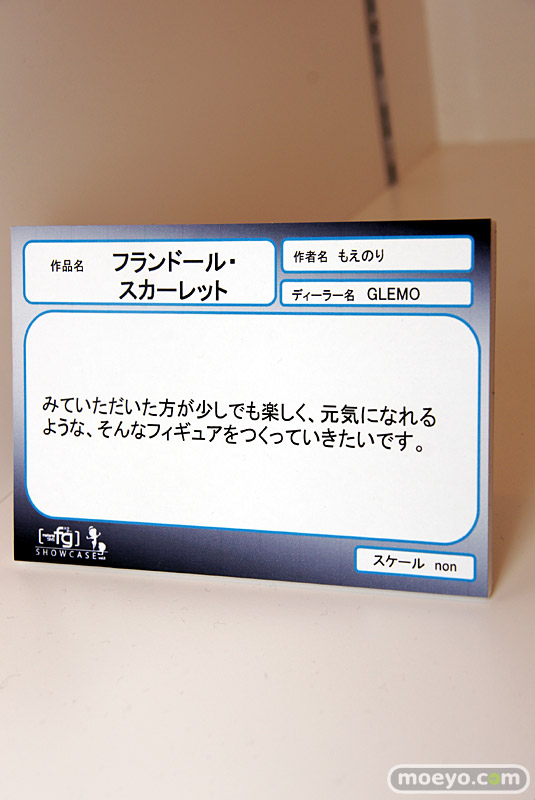 作品名 フランドール・
スカーレット
作者名 もえのり
ディーラー名 GLEMO
みていただいた方が少しでも楽しく、元気になれる
ような、そんなフィギュアをつくっていきたいです。
fg
SHOWCASE
スケール non
moeyo.com